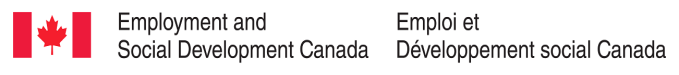 Employment and
Social Development Canada
Emploi et
Développement social Canada